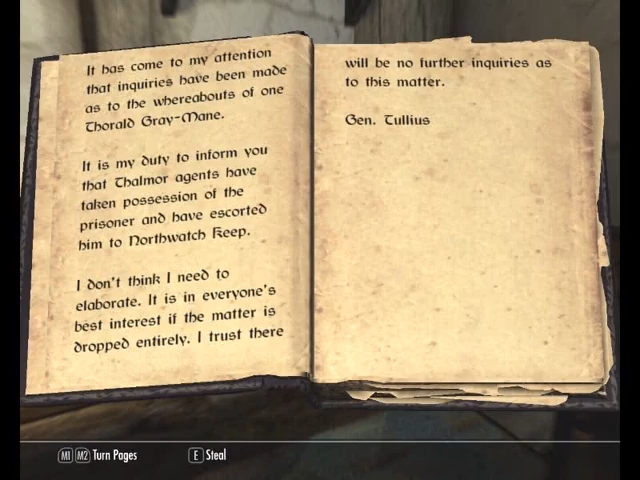 It has come to my attention
that inquiries have been made
as to the whereabouts of one
Thorald Gray-Mane.
It is my duty to inform you
that Thalmor agents have
taken possession of the
prisoner and have escorted
him to Northwatch Keep.
I don't think I need to
elaborate. It is in everyone's
best interest if the matter is
dropped entirely. I trust there
will be no further inquiries as
to this matter.
Gen. Tullius
M1 M2 Turn Pages
E Steal